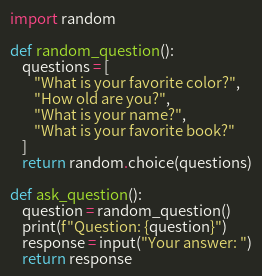 import random

def random_question():
    questions = [
        "What is your favorite color?",
        "How old are you?",
        "What is your name?",
        "What is your favorite book?"
    ]
    return random.choice(questions)

def ask_question():
    question = random_question()
    print(f"Question: {question}")
    response = input("Your answer: ")
    return response